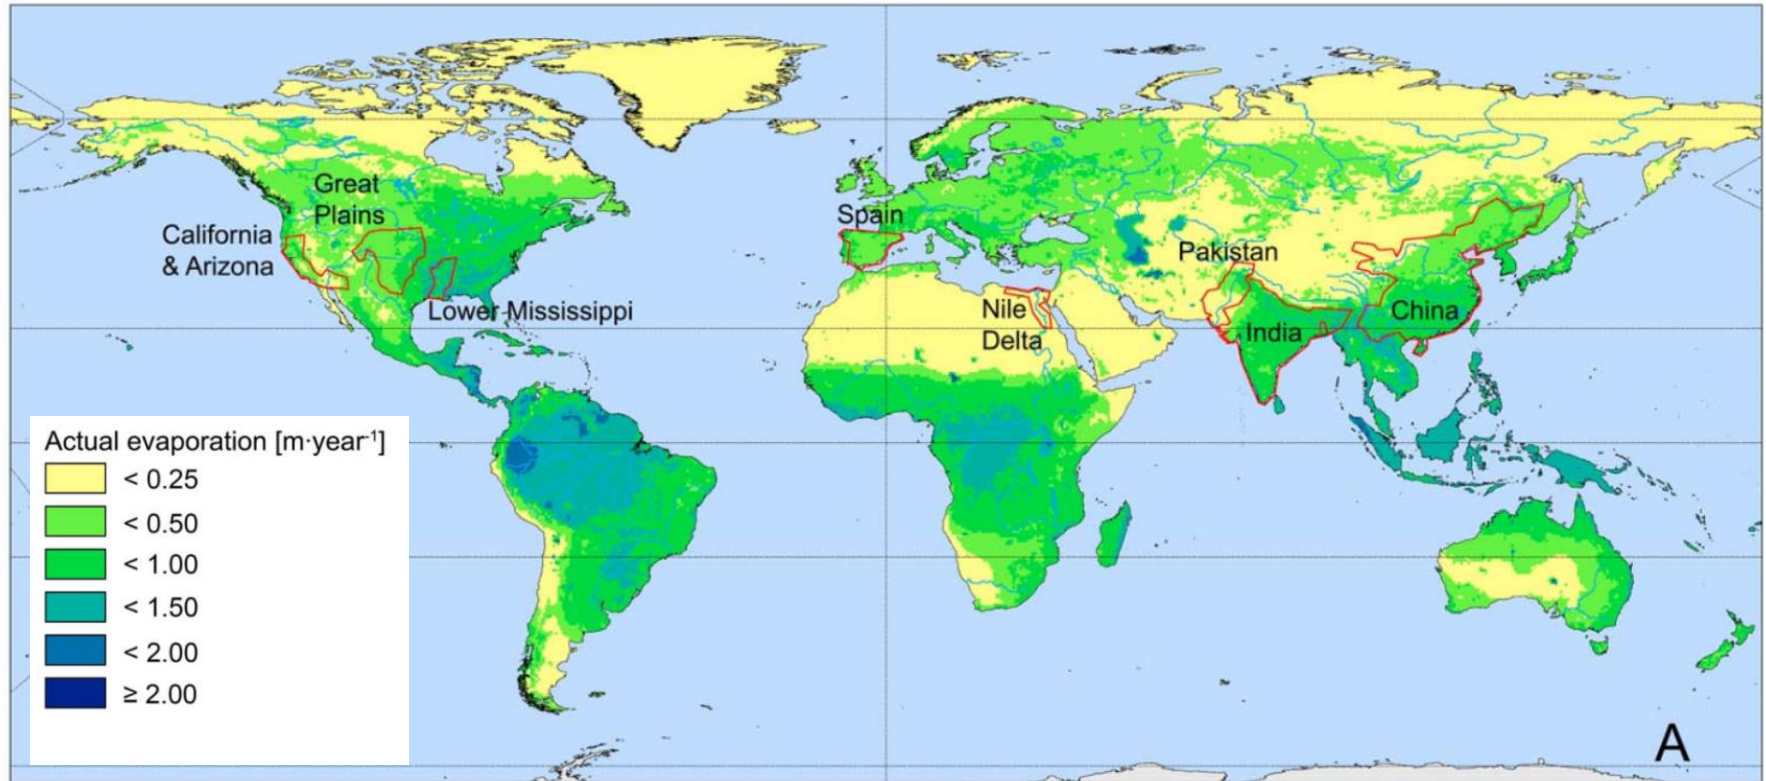 Great
Plains
California
& Arizona
Lower Mississippi
Spain
Nile
Delta
Pakistan
India
China
Actual evaporation [m·year⁻¹]
< 0.25
< 0.50
< 1.00
< 1.50
< 2.00
≥ 2.00
A